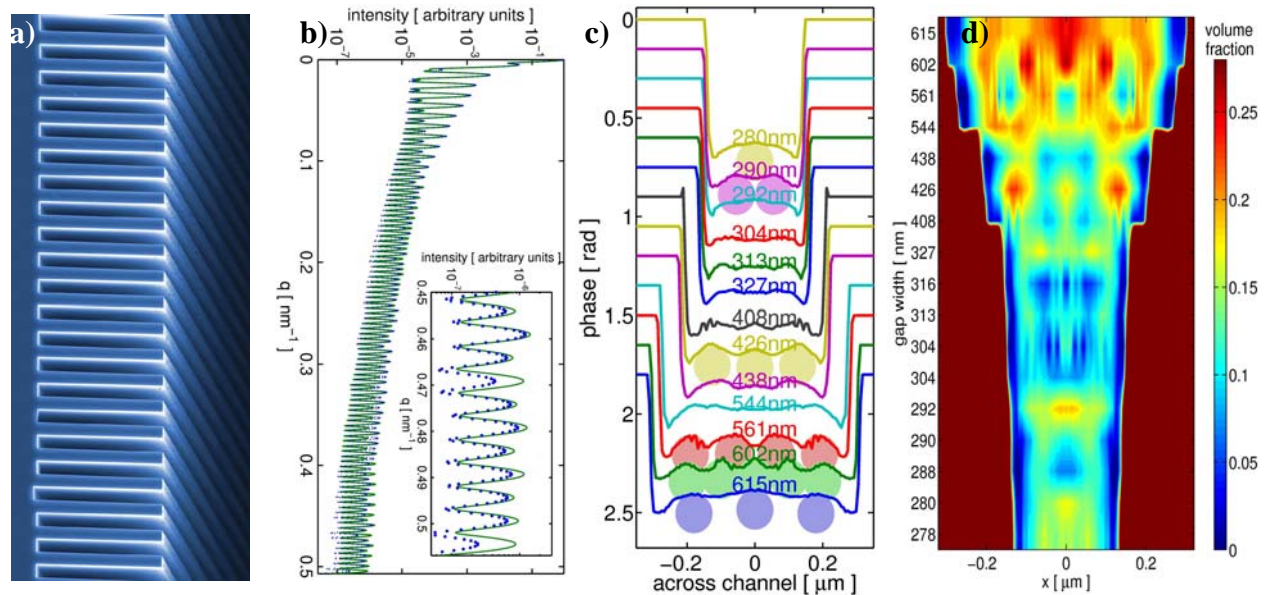 a)
b)
intensity [ arbitrary units ]
10⁻⁷
10⁻⁵
10⁻³
10⁻¹
0
0.1
0.2
0.3
0.4
0.5
q [ nm⁻¹ ]
intensity [ arbitrary units ]
10⁻⁷
10⁻⁶
0.45
0.46
0.47
0.48
0.49
0.5
q [ nm⁻¹ ]
c)
0
0.5
1
1.5
2
2.5
phase [ rad ]
280nm
290nm
292nm
304nm
313nm
327nm
408nm
426nm
438nm
544nm
561nm
602nm
615nm
−0.2
0
0.2
across channel [ μm ]
d)
615
602
561
544
438
426
408
327
316
313
304
304
292
290
288
280
278
gap width [ nm ]
-0.2
0
0.2
x [ μm ]
volume
fraction
0.25
0.2
0.15
0.1
0.05
0